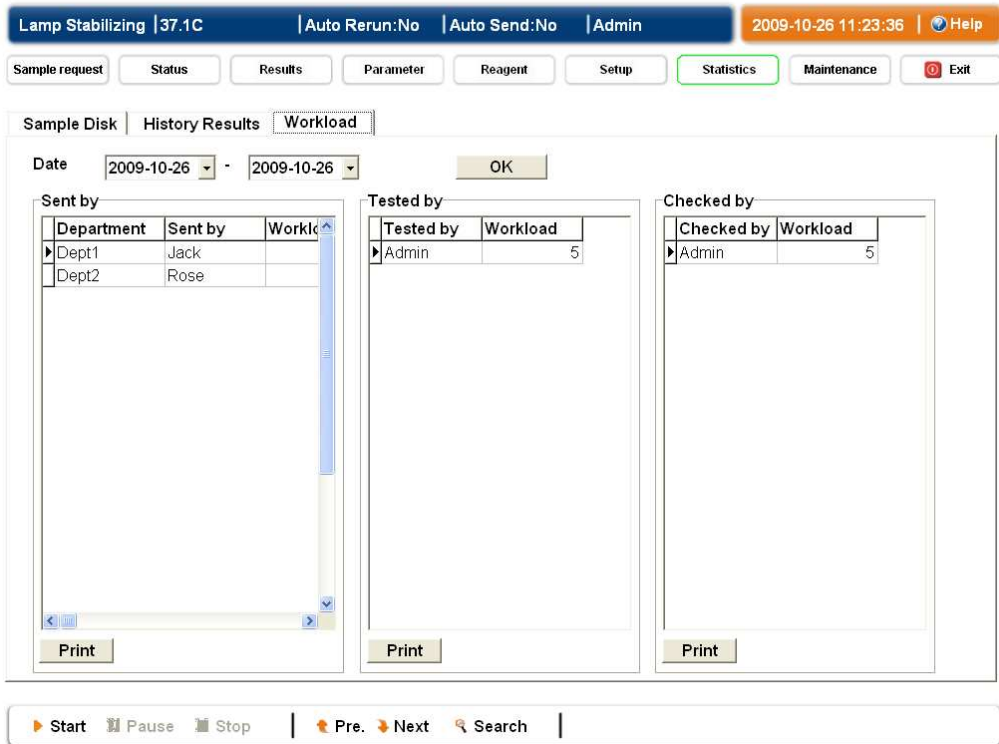 Lamp Stabilizing | 37.1C | Auto Rerun:No | Auto Send:No | Admin 2009-10-26 11:23:36 | Help
Sample request Status Results Parameter Reagent Setup Statistics Maintenance Exit
Sample Disk History Results Workload
Date 2009-10-26 - 2009-10-26 OK
Sent by Tested by Checked by
Department Sent by Tested by Workload Checked by Workload
Dept1 Jack Admin 5 Admin 5
Dept2 Rose
Print Print Print
Start Pause Stop | Pre. Next Search |